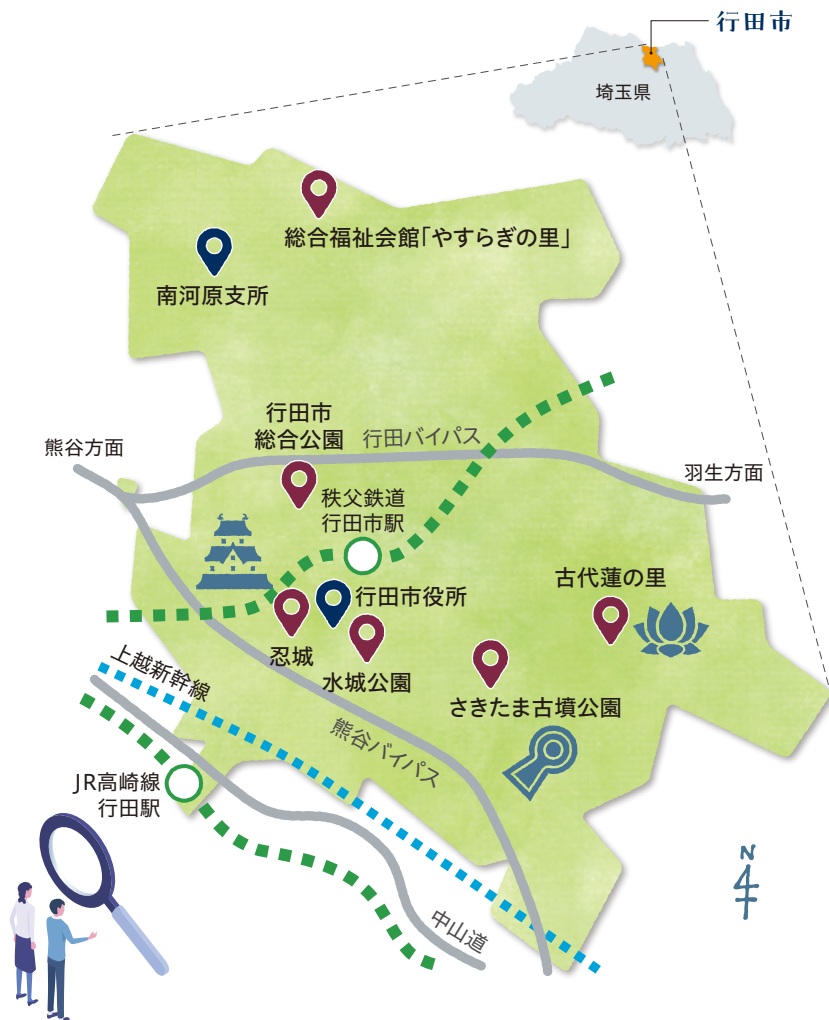 行田市
埼玉県
総合福祉会館「やすらぎの里」
南河原支所
行田市
総合公園
行田バイパス
熊谷方面
羽生方面
秩父鉄道
行田市駅
古代蓮の里
行田市役所
忍城
水城公園
さきたま古墳公園
上越新幹線
熊谷バイパス
JR高崎線
行田駅
中山道
N